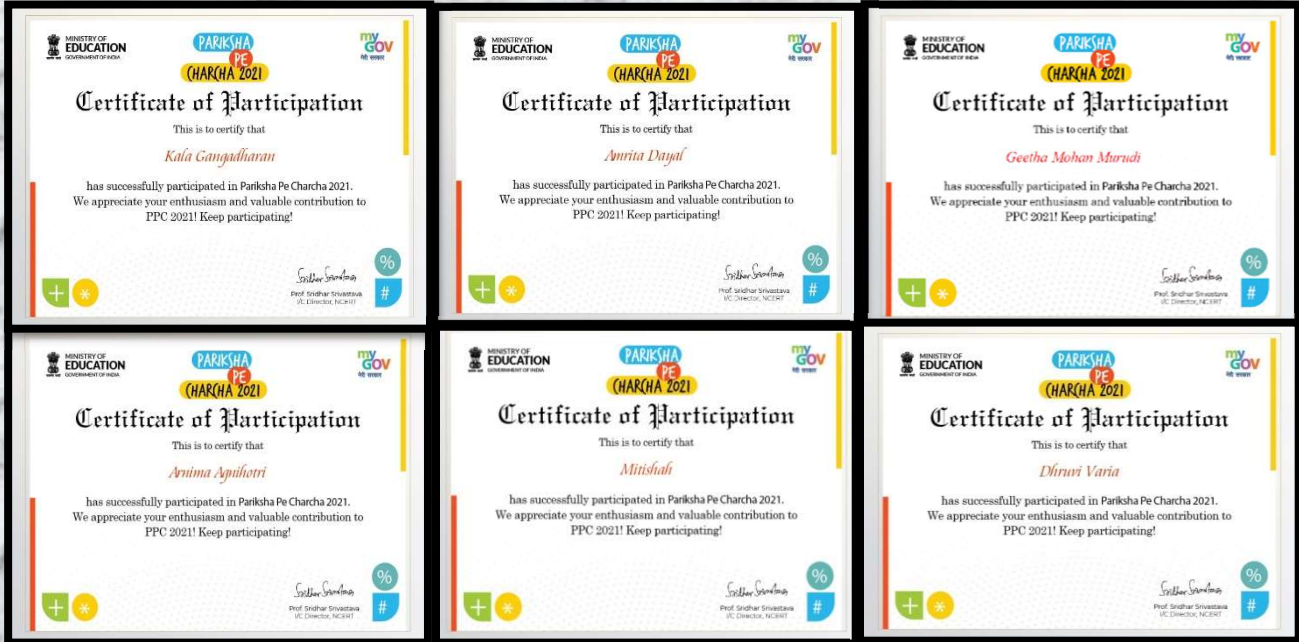 MINISTRY OF
EDUCATION
GOVERNMENT OF INDIA
PARIKSHA
PE
CHARCHA 2021
my
GOV
मेरी सरकार
Certificate of Participation
This is to certify that
Kala Gangadharan
has successfully participated in Pariksha Pe Charcha 2021.
We appreciate your enthusiasm and valuable contribution to
PPC 2021! Keep participating!
Prof. Sridhar Srivastava
I/C Director, NCERT
%
+ *
#
MINISTRY OF
EDUCATION
GOVERNMENT OF INDIA
PARIKSHA
PE
CHARCHA 2021
my
GOV
मेरी सरकार
Certificate of Participation
This is to certify that
Amrita Dayal
has successfully participated in Pariksha Pe Charcha 2021.
We appreciate your enthusiasm and valuable contribution to
PPC 2021! Keep participating!
Prof. Sridhar Srivastava
I/C Director, NCERT
%
+ *
#
MINISTRY OF
EDUCATION
GOVERNMENT OF INDIA
PARIKSHA
PE
CHARCHA 2021
my
GOV
मेरी सरकार
Certificate of Participation
This is to certify that
Geetha Mohan Murudi
has successfully participated in Pariksha Pe Charcha 2021.
We appreciate your enthusiasm and valuable contribution to
PPC 2021! Keep participating!
Prof. Sridhar Srivastava
I/C Director, NCERT
%
+ *
#
MINISTRY OF
EDUCATION
GOVERNMENT OF INDIA
PARIKSHA
PE
CHARCHA 2021
my
GOV
मेरी सरकार
Certificate of Participation
This is to certify that
Arnima Agnihotri
has successfully participated in Pariksha Pe Charcha 2021.
We appreciate your enthusiasm and valuable contribution to
PPC 2021! Keep participating!
Prof. Sridhar Srivastava
I/C Director, NCERT
%
+ *
#
MINISTRY OF
EDUCATION
GOVERNMENT OF INDIA
PARIKSHA
PE
CHARCHA 2021
my
GOV
मेरी सरकार
Certificate of Participation
This is to certify that
Mitishah
has successfully participated in Pariksha Pe Charcha 2021.
We appreciate your enthusiasm and valuable contribution to
PPC 2021! Keep participating!
Prof. Sridhar Srivastava
I/C Director, NCERT
%
+ *
#
MINISTRY OF
EDUCATION
GOVERNMENT OF INDIA
PARIKSHA
PE
CHARCHA 2021
my
GOV
मेरी सरकार
Certificate of Participation
This is to certify that
Dhruvi Varia
has successfully participated in Pariksha Pe Charcha 2021.
We appreciate your enthusiasm and valuable contribution to
PPC 2021! Keep participating!
Prof. Sridhar Srivastava
I/C Director, NCERT
%
+ *
#